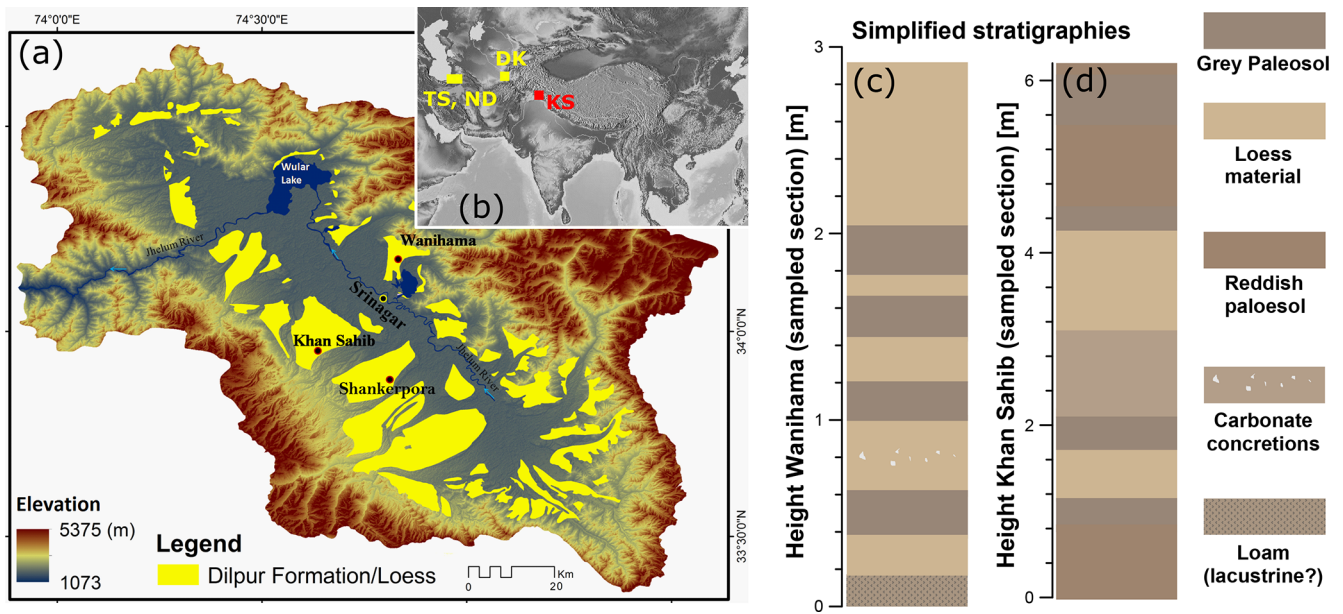 74°00'0"E
74°30'0"E
(a)
Wular
Lake
Jhelum River
Wanihama
Srinagar
Khan Sahib
Jhelum River
Shankerpora
34°0'0"N
33°30'0"N
Elevation
5375 (m)
1073
Legend
Dilpur Formation/Loess
Km
0
20
DK
TS, ND
KS
(b)
Simplified stratigraphies
(c)
Height Wanihama (sampled section) [m]
3
2
1
0
(d)
Height Khan Sahib (sampled section) [m]
6
4
2
0
Grey Paleosol
Loess
material
Reddish
paloesol
Carbonate
concretions
Loam
(lacustrine?)